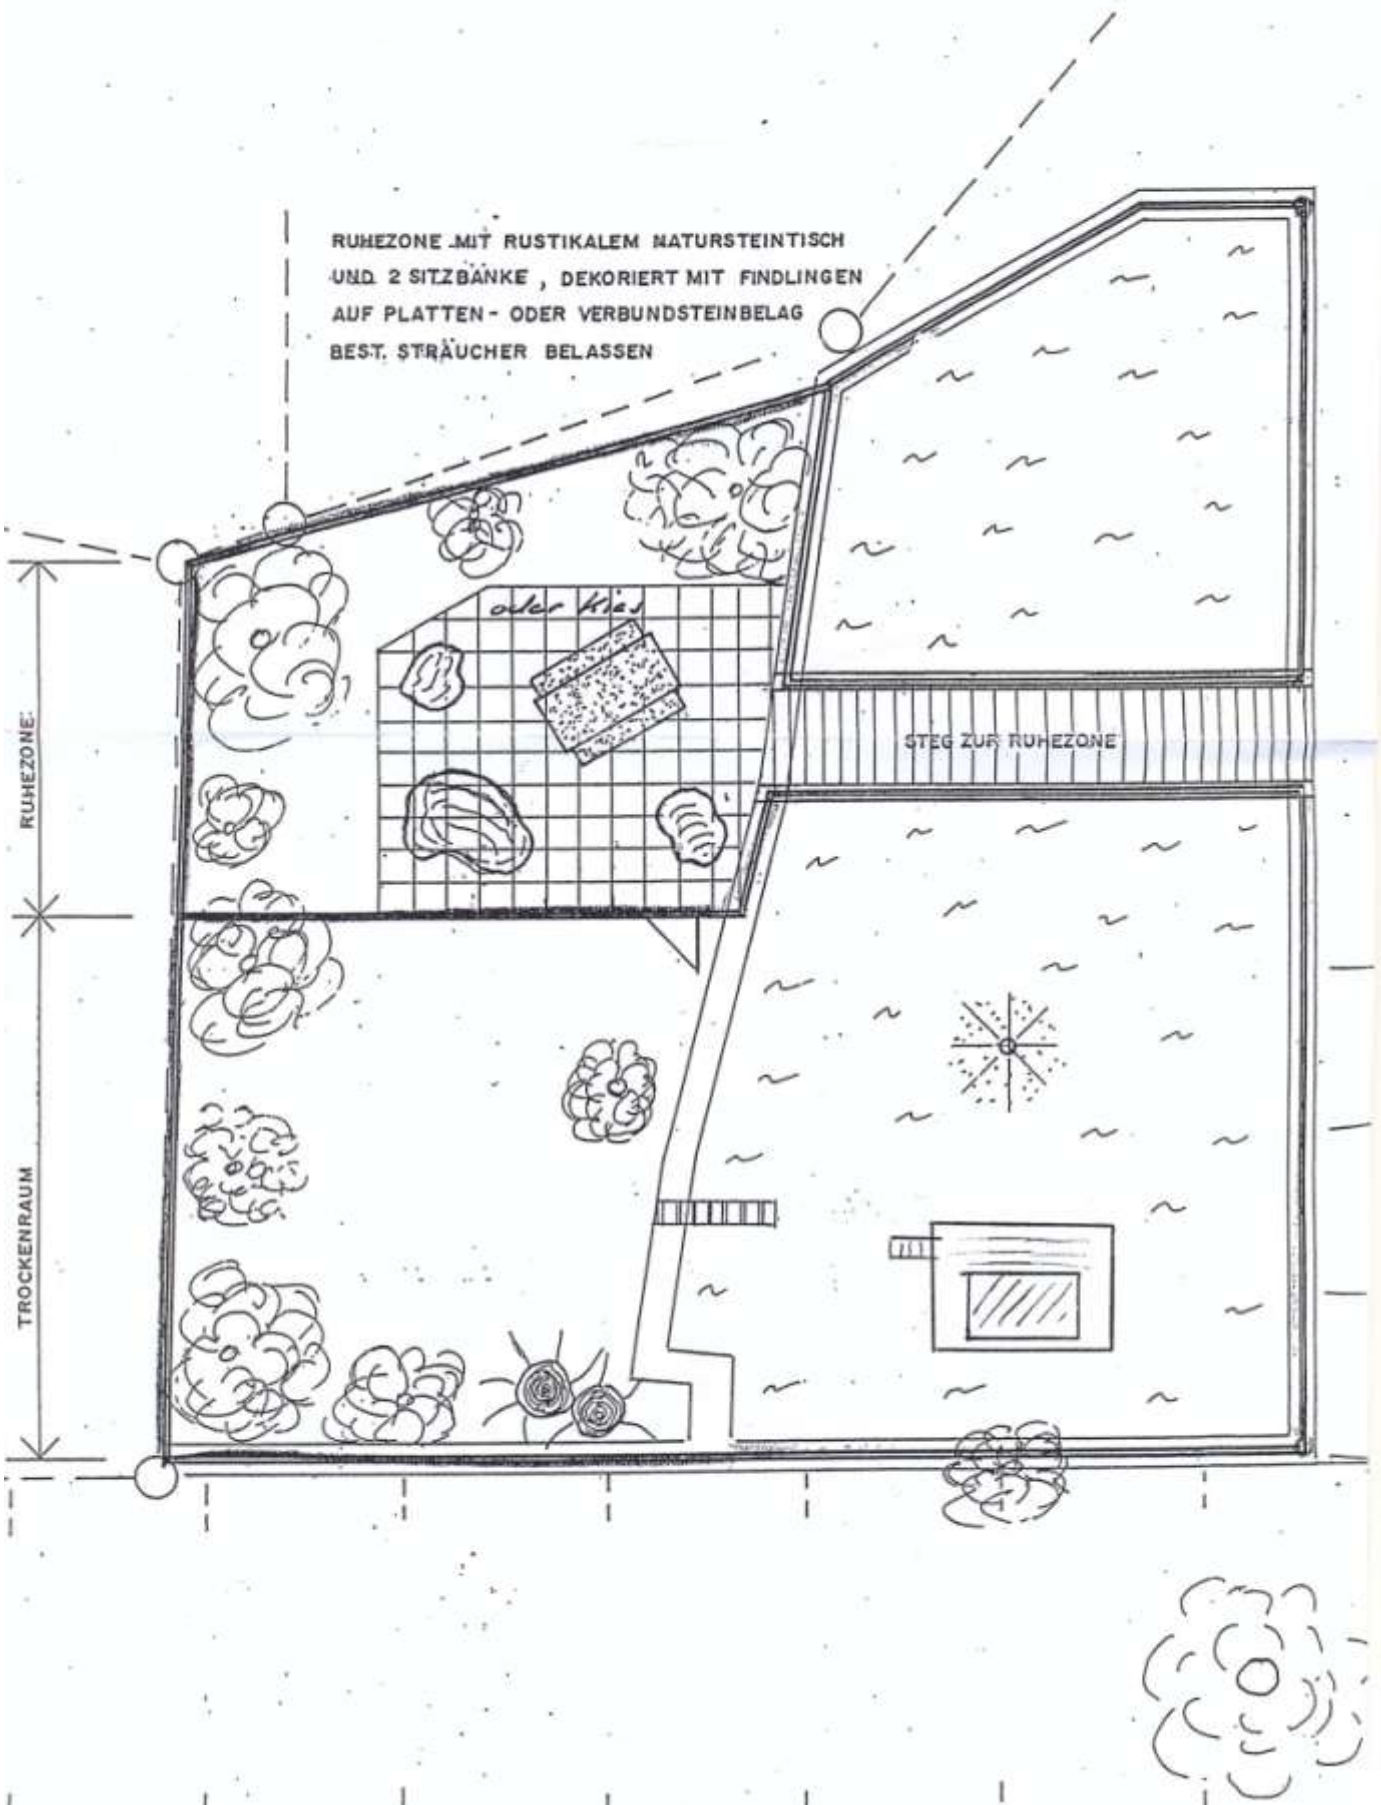 RUHEZONE MIT RUSTIKALEM NATURSTEINTISCH
UND 2 SITZBÄNKE, DEKORIERT MIT FINDLINGEN
AUF PLATTEN- ODER VERBUNDSTEINBELAG
BEST. STRÄUCHER BELASSEN
oder Kies
STEG ZUR RUHEZONE
RUHEZONE
TROCKENRAUM